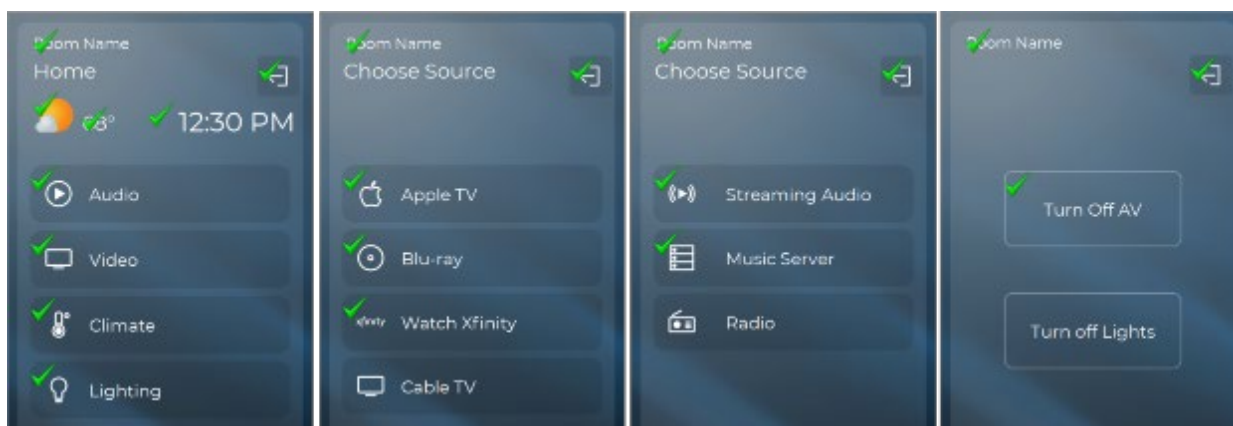 Room Name
Home
68° 12:30 PM
Audio
Video
Climate
Lighting
Room Name
Choose Source
Apple TV
Blu-ray
xfinity Watch Xfinity
Cable TV
Room Name
Choose Source
Streaming Audio
Music Server
Radio
Room Name
Turn Off AV
Turn off Lights